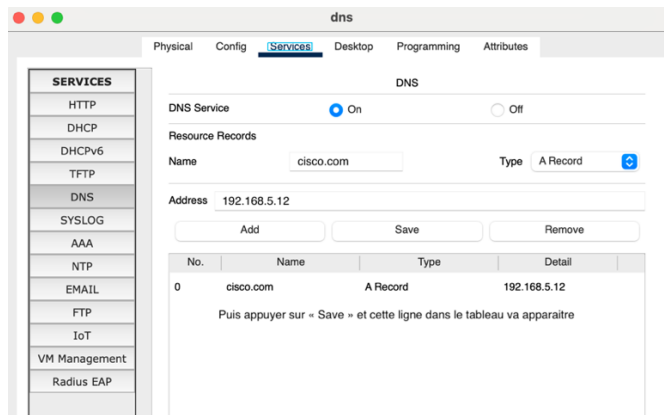 dns
Physical Config Services Desktop Programming Attributes
SERVICES
HTTP
DHCP
DHCPv6
TFTP
DNS
SYSLOG
AAA
NTP
EMAIL
FTP
IoT
VM Management
Radius EAP
DNS
DNS Service On Off
Resource Records
Name cisco.com Type A Record
Address 192.168.5.12
Add Save Remove
No. Name Type Detail
0 cisco.com A Record 192.168.5.12
Puis appuyer sur « Save » et cette ligne dans le tableau va apparaitre